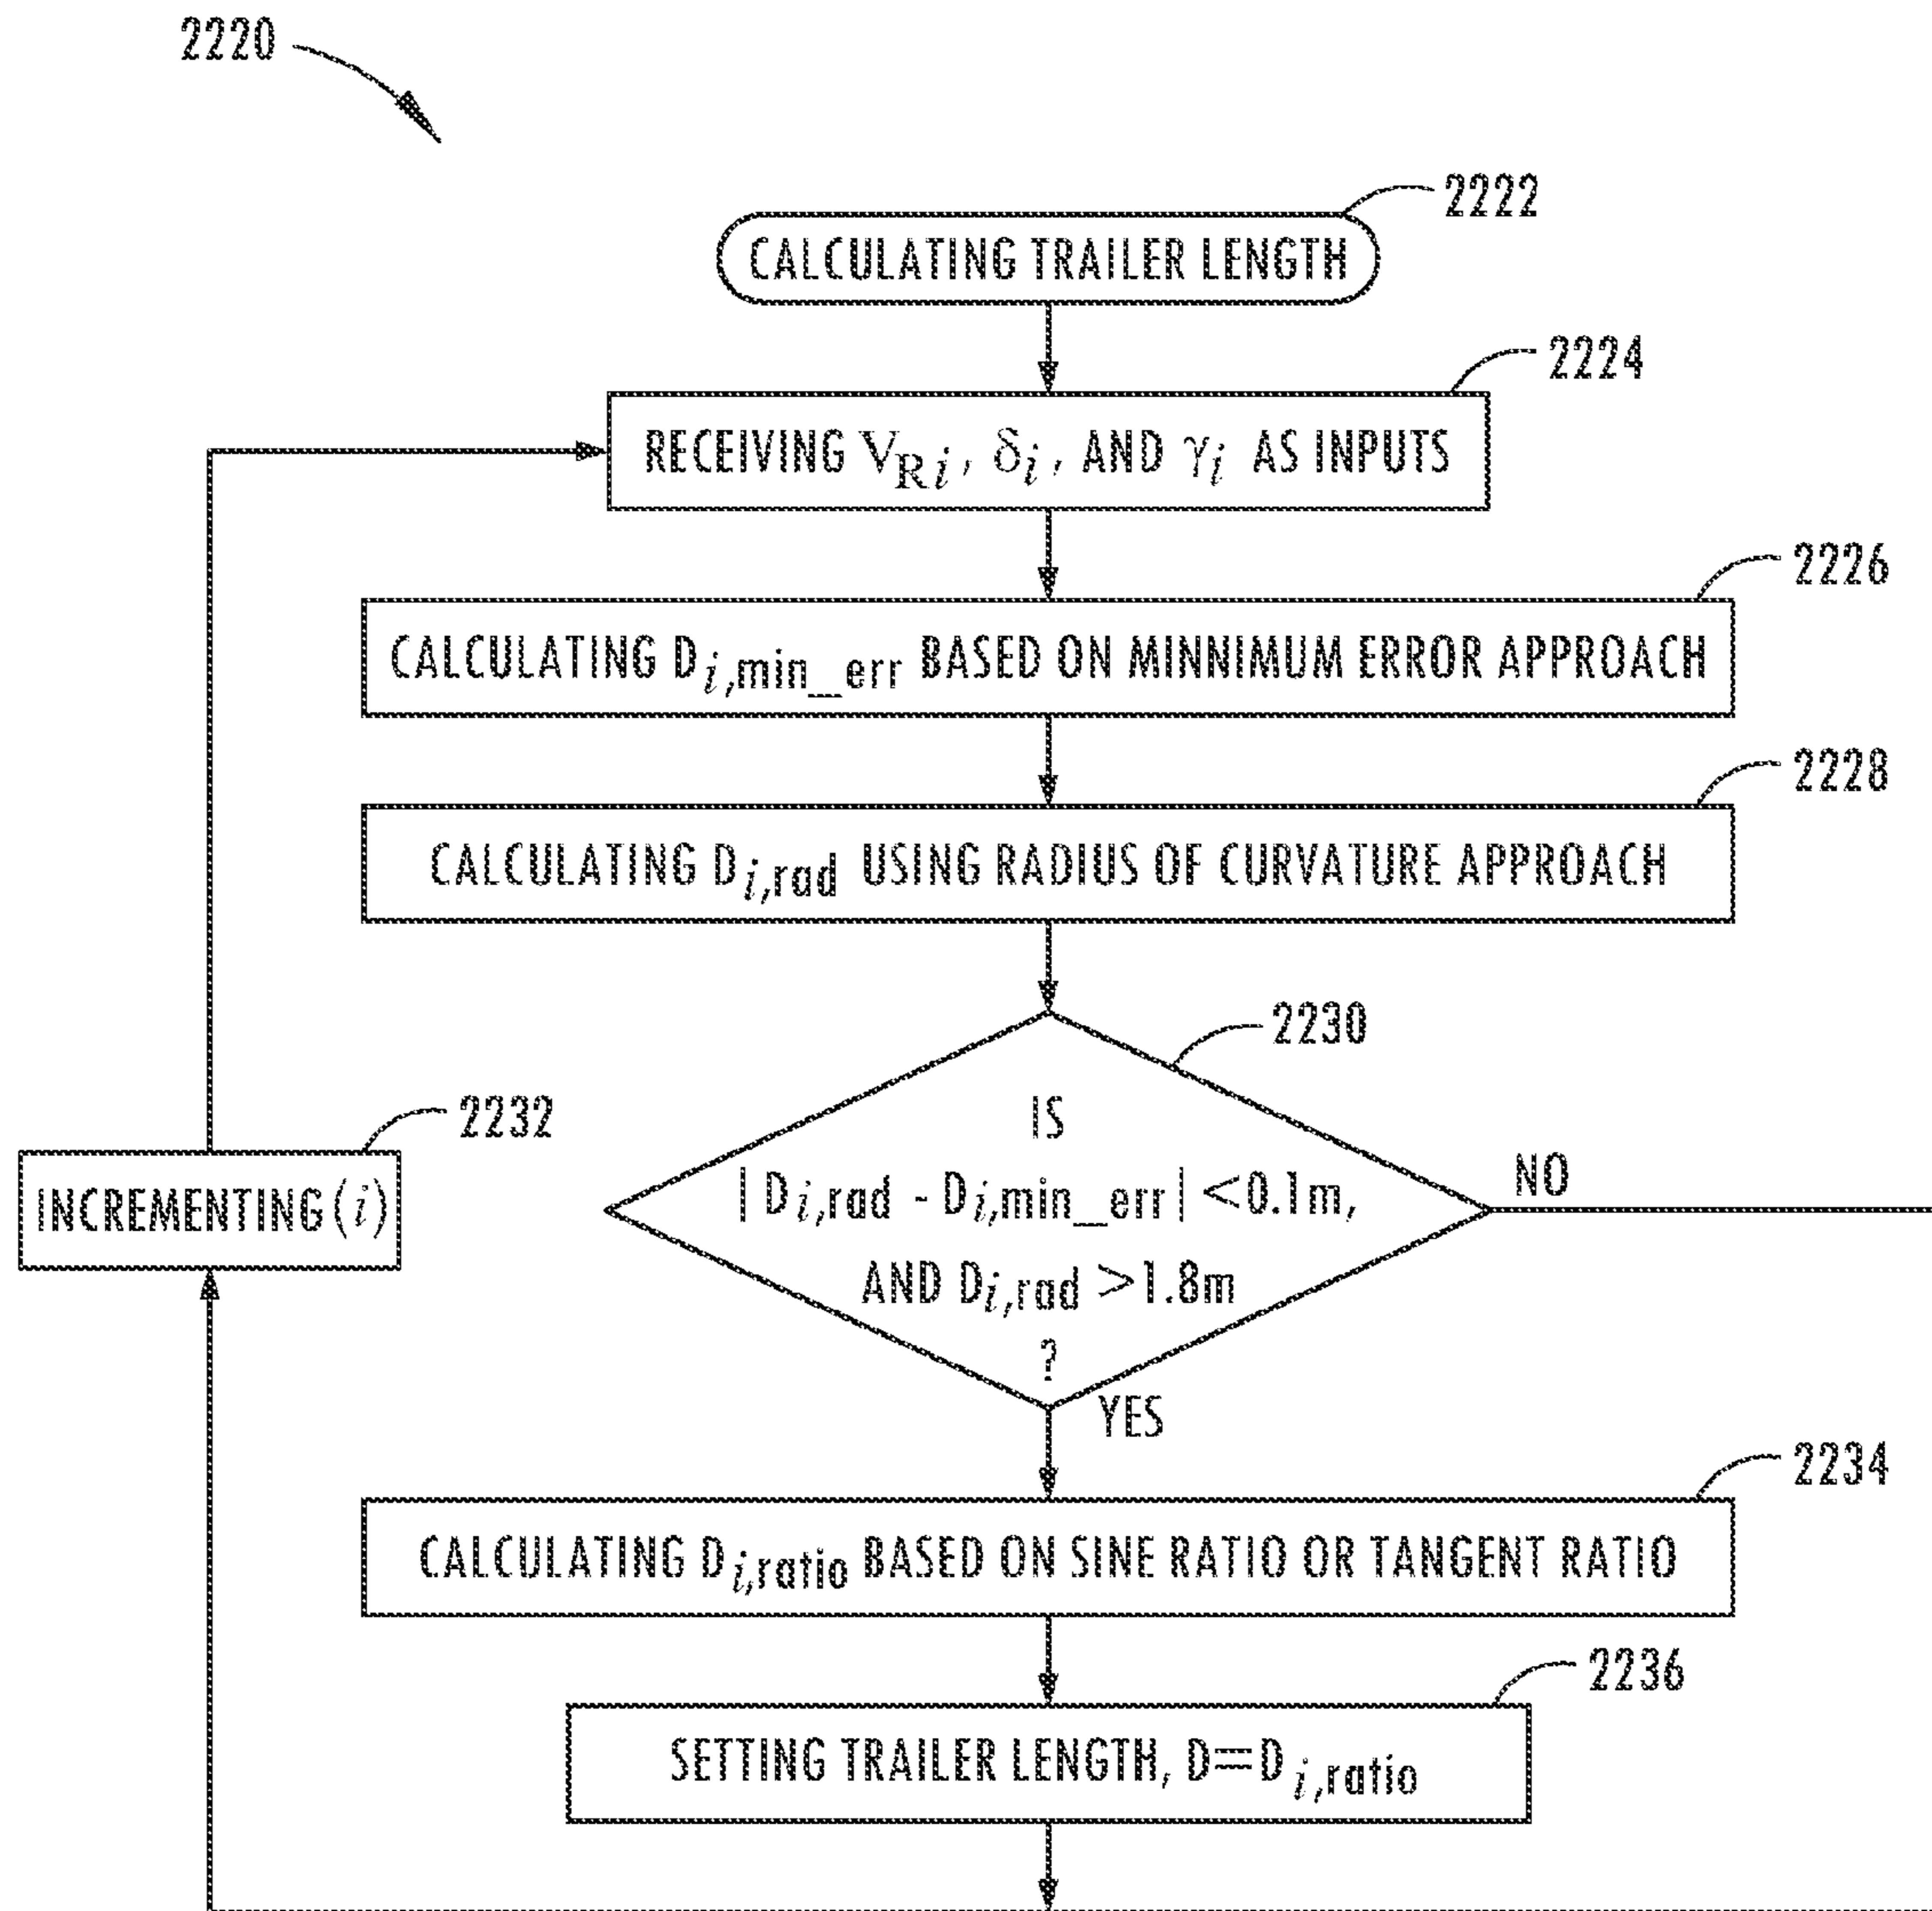 2220
2222
CALCULATING TRAILER LENGTH
2224
RECEIVING V_Ri, δ_i, AND γ_i AS INPUTS
2226
CALCULATING D_i,min_err BASED ON MINNIMUM ERROR APPROACH
2228
CALCULATING D_i,rad USING RADIUS OF CURVATURE APPROACH
2230
IS
| D_i,rad - D_i,min_err | <0.1m,
AND D_i,rad >1.8m
?
NO
YES
2232
INCREMENTING (i)
2234
CALCULATING D_i,ratio BASED ON SINE RATIO OR TANGENT RATIO
2236
SETTING TRAILER LENGTH, D=D_i,ratio